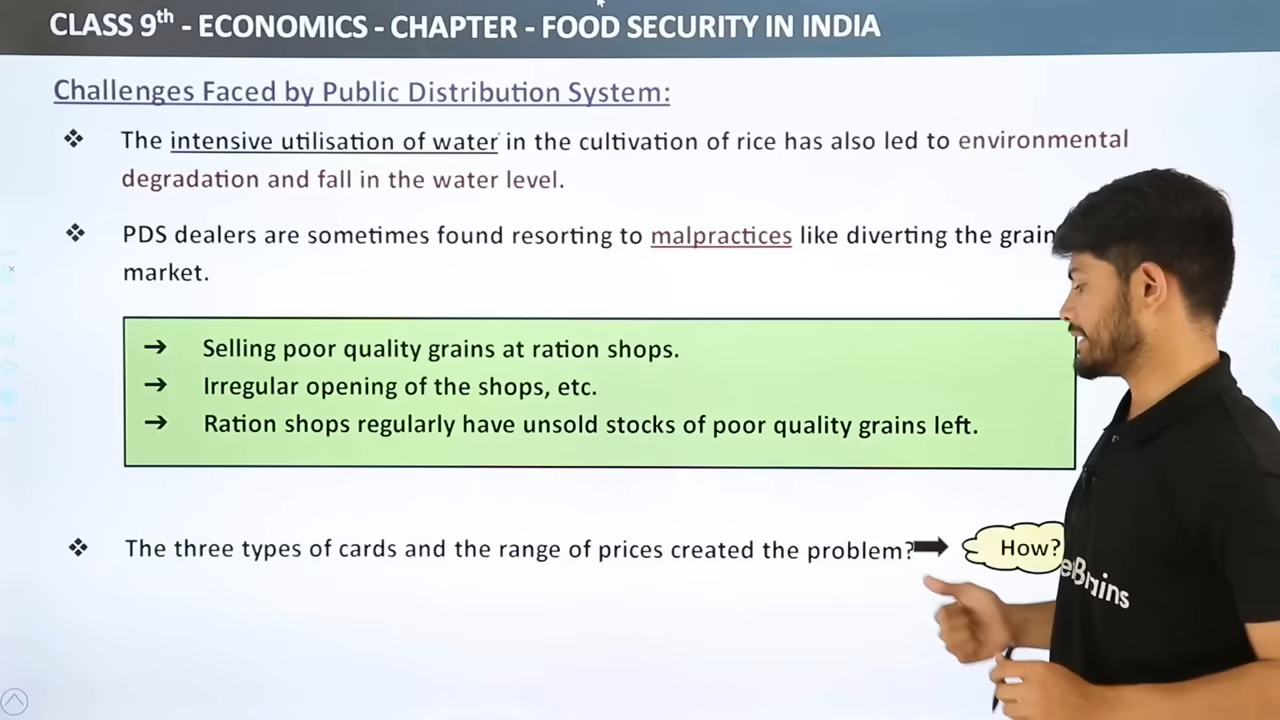 CLASS 9th - ECONOMICS - CHAPTER - FOOD SECURITY IN INDIA
Challenges Faced by Public Distribution System:
❖ The intensive utilisation of water in the cultivation of rice has also led to environmental
degradation and fall in the water level.
❖ PDS dealers are sometimes found resorting to malpractices like diverting the grain
market.
➔ Selling poor quality grains at ration shops.
➔ Irregular opening of the shops, etc.
➔ Ration shops regularly have unsold stocks of poor quality grains left.
❖ The three types of cards and the range of prices created the problem?
How?
eBrains